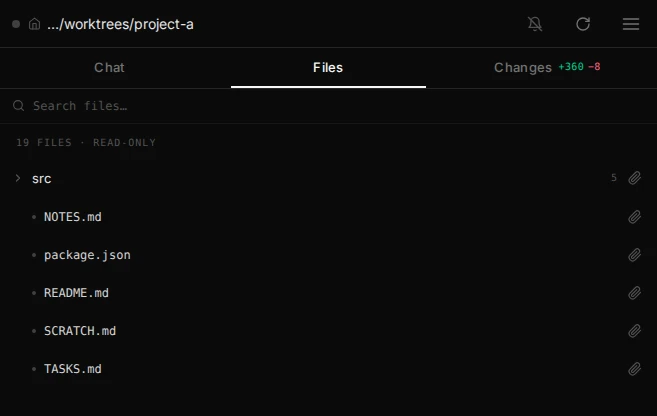 .../worktrees/project-a
Chat
Files
Changes +360 −8
Search files…
19 FILES · READ-ONLY
src 5
NOTES.md
package.json
README.md
SCRATCH.md
TASKS.md